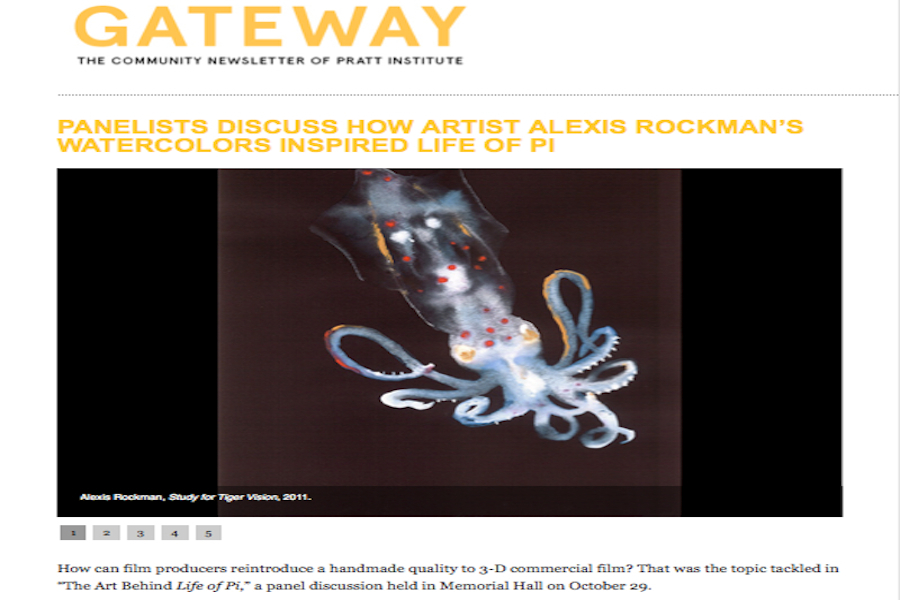 GATEWAY
THE COMMUNITY NEWSLETTER OF PRATT INSTITUTE
PANELISTS DISCUSS HOW ARTIST ALEXIS ROCKMAN'S
WATERCOLORS INSPIRED LIFE OF PI
Alexis Rockman, Study for Tiger Vision, 2011.
1 2 3 4 5
How can film producers reintroduce a handmade quality to 3-D commercial film? That was the topic tackled in
"The Art Behind Life of Pi," a panel discussion held in Memorial Hall on October 29.